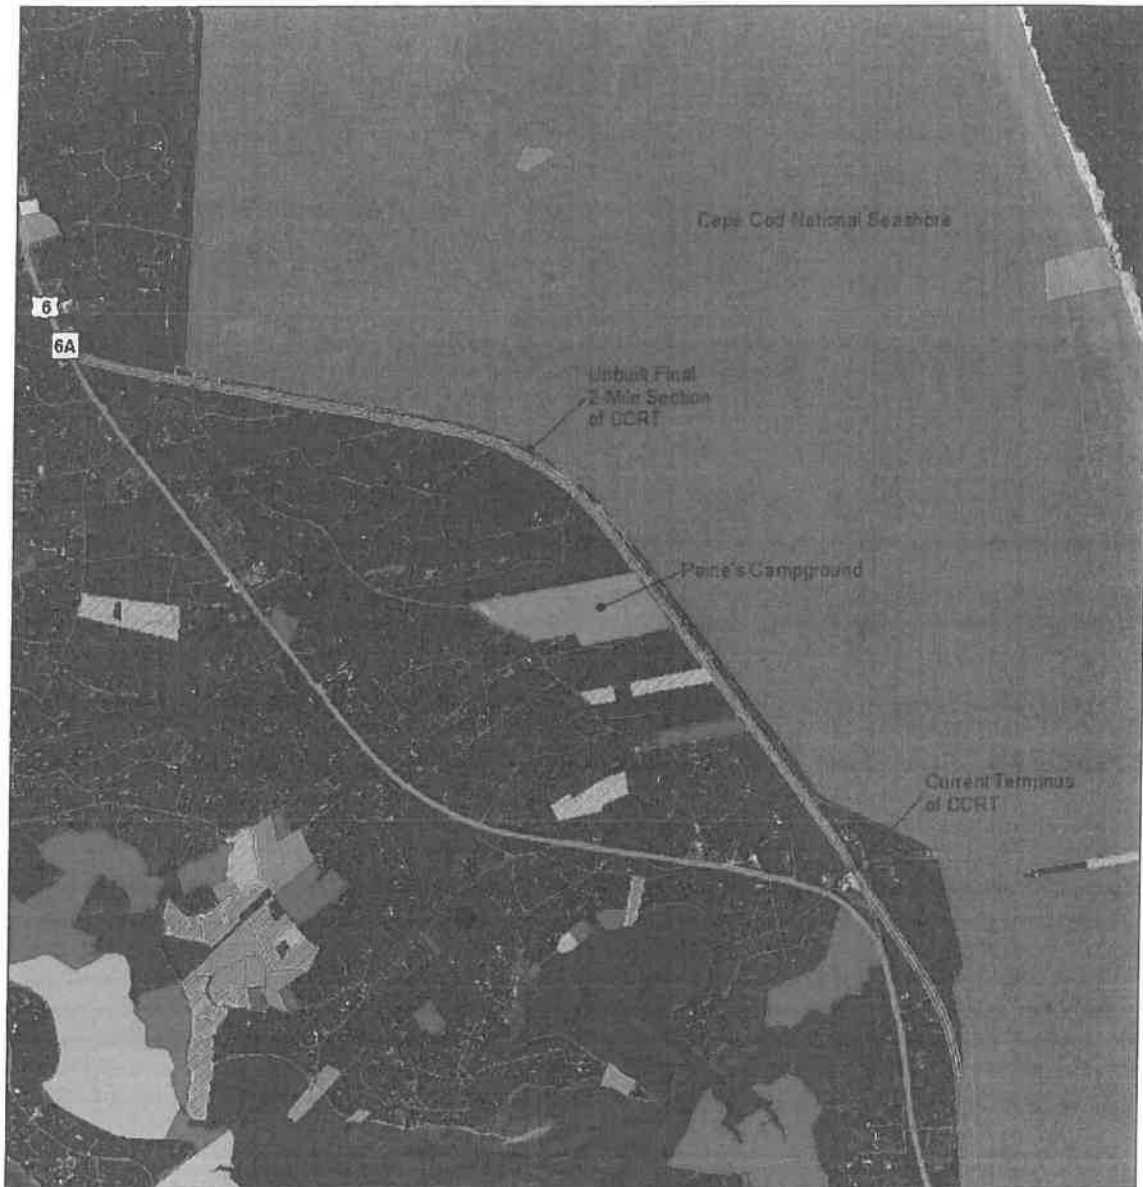 Cape Cod National Seashore
6
6A
Unbuilt Final
2-Mile Section
of CCRT
Paine's Campground
Current Terminus
of CCRT